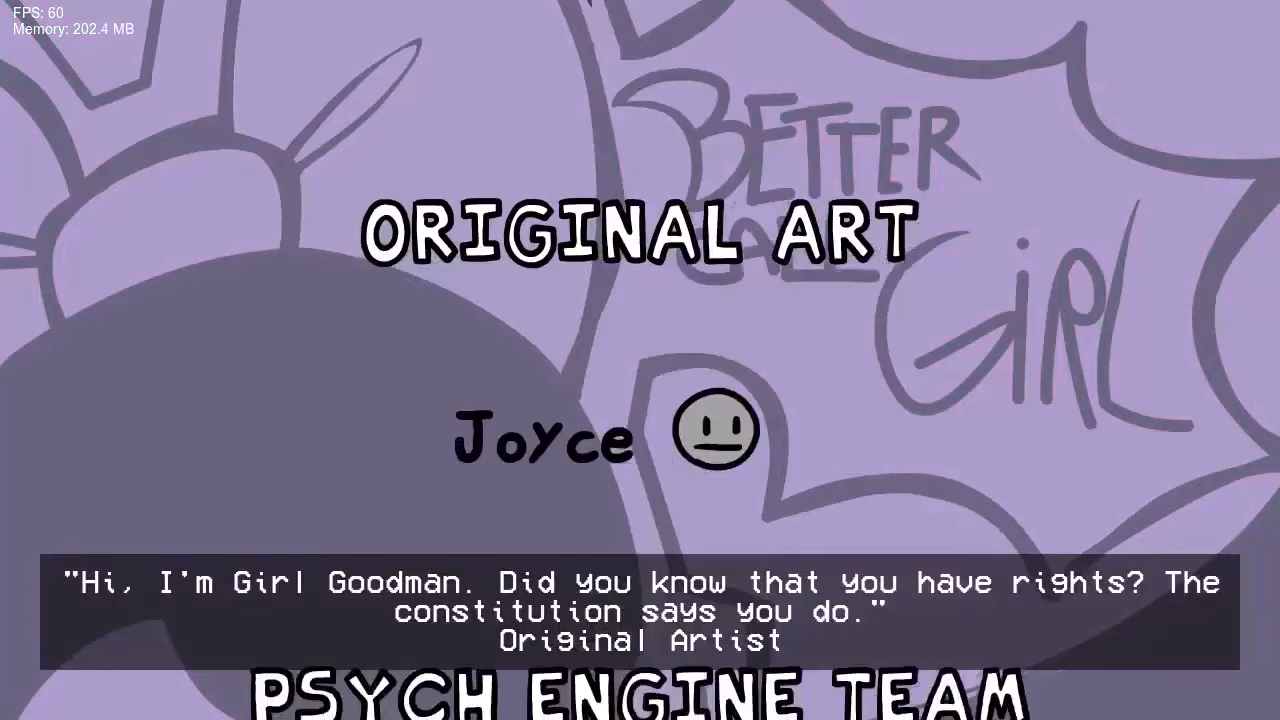 FPS: 60
Memory: 202.4 MB
BETTER
CALL
GiRL
ORIGINAL ART
Joyce
"Hi, I'm Girl Goodman. Did you know that you have rights? The
constitution says you do."
Original Artist
PSYCH ENGINE TEAM